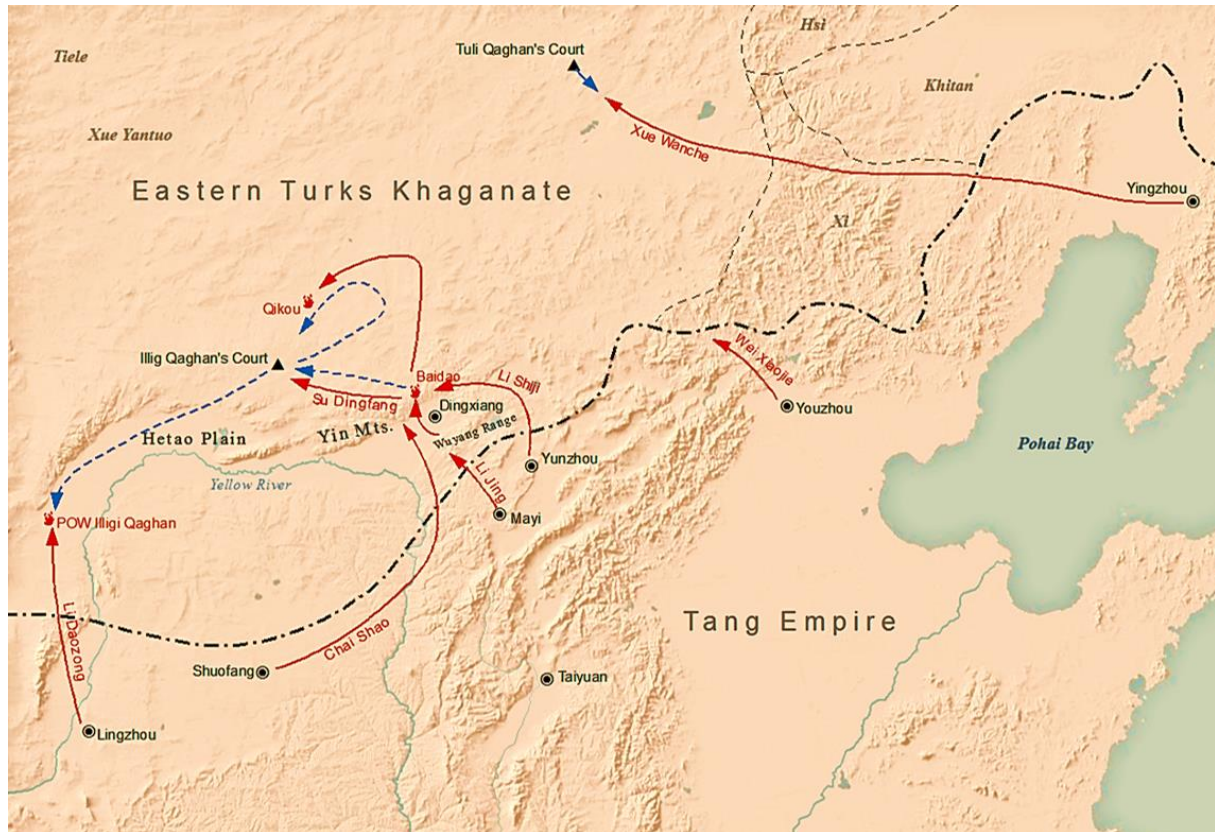 Hsi
Tuli Qaghan's Court
Tiele
Khitan
Xue Yantuo
Xue Wanche
Eastern Turks Khaganate
Yingzhou
Xi
Qikou
Illig Qaghan's Court
Wei Xiaojie
Baidao
Li Shiji
Su Dingfang
Youzhou
Dingxiang
Hetao Plain
Yin Mts.
Wuyang Range
Pohai Bay
Yunzhou
Yellow River
Li Jing
Mayi
POW Illigi Qaghan
Tang Empire
Li Daozong
Chai Shao
Shuofang
Taiyuan
Lingzhou